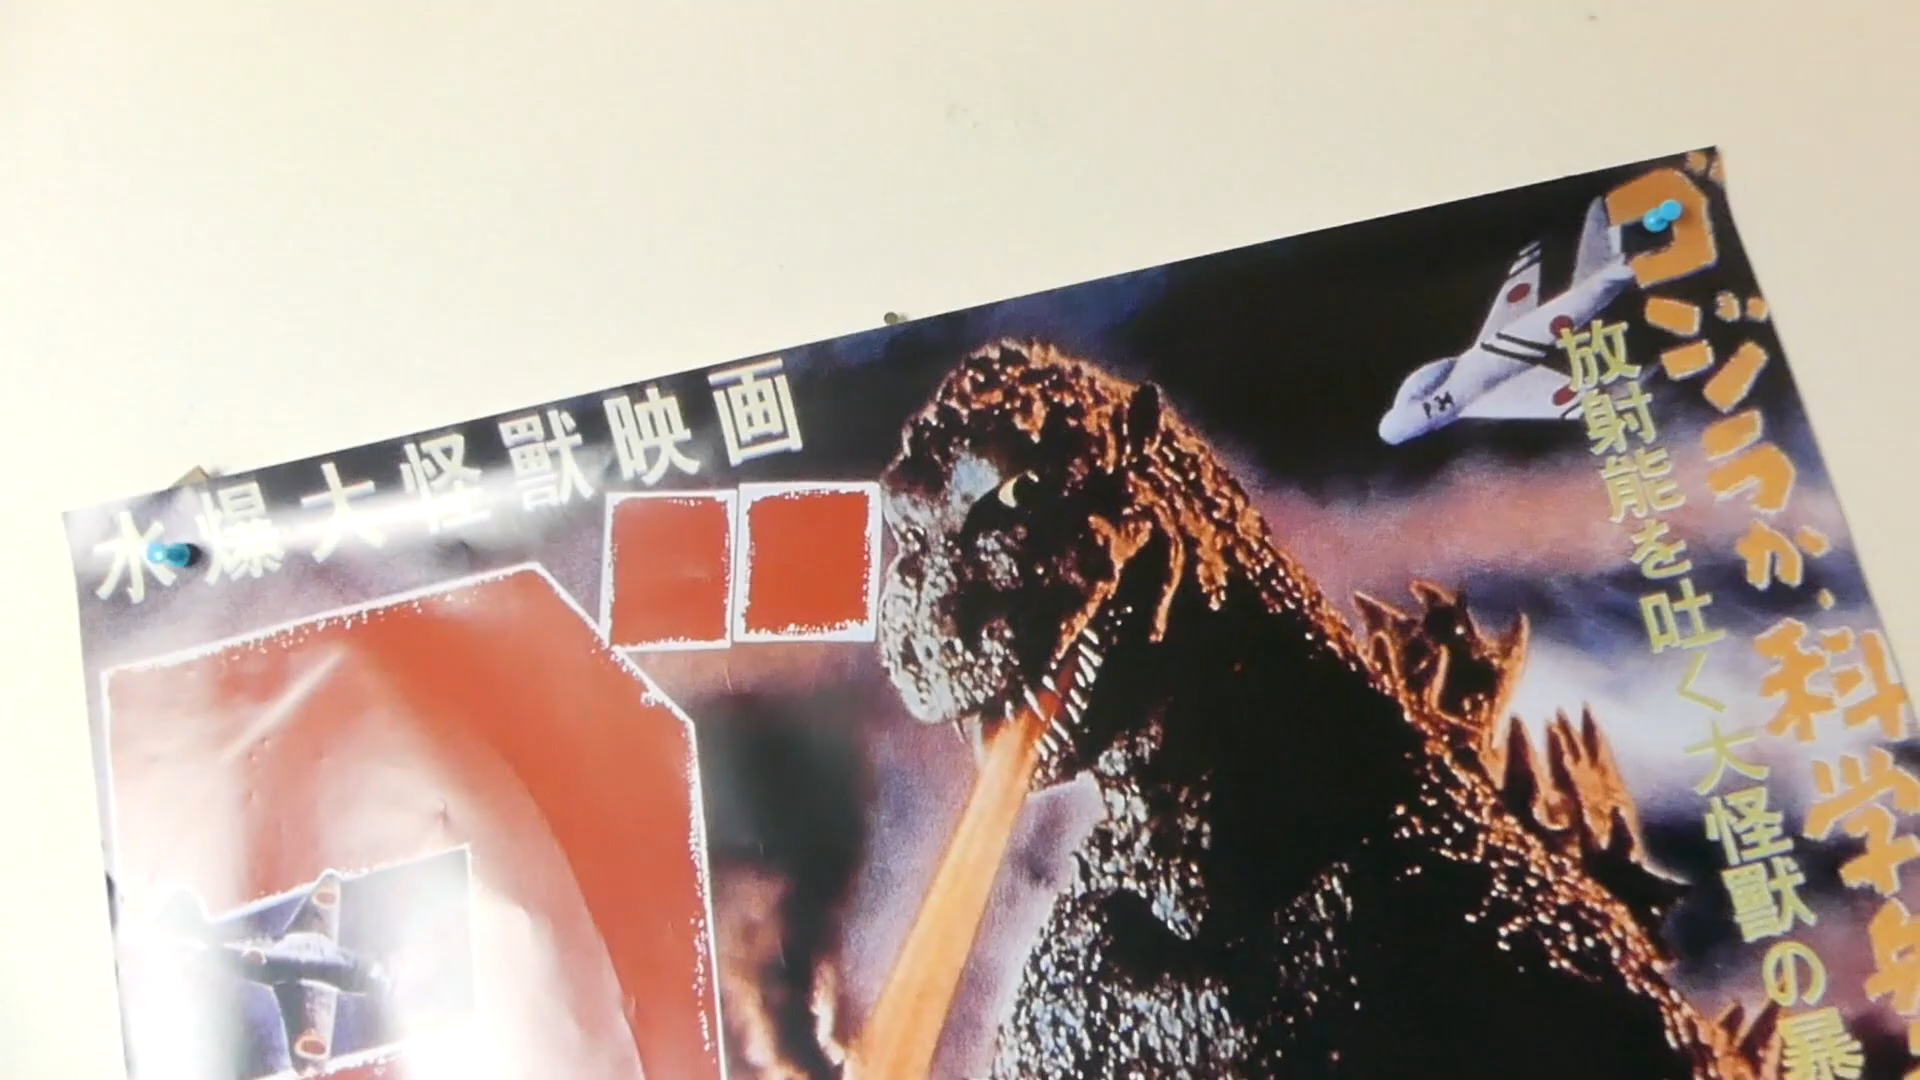 水爆大怪獣映画
ゴジラか科学
放射能を吐く大怪獣の暴
P-34